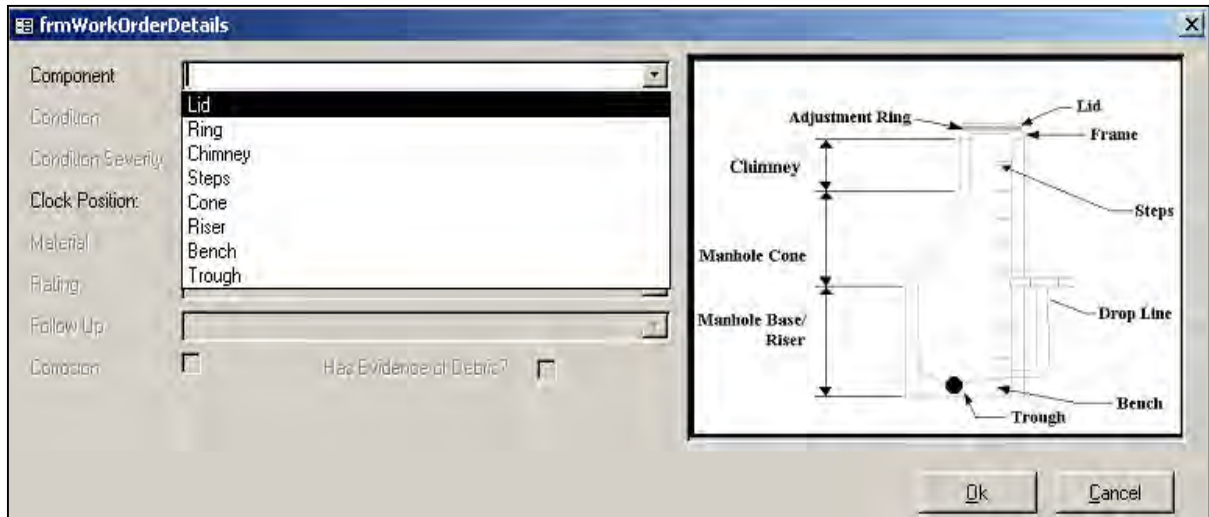 frmWorkOrderDetails
Component
Lid
Ring
Chimney
Steps
Cone
Riser
Bench
Trough
Condition
Condition Severity
Clock Position:
Material
Rating
Follow Up
Corrosion
Has Evidence of Debric?
Adjustment Ring
Lid
Frame
Chimney
Steps
Manhole Cone
Manhole Base/
Riser
Drop Line
Bench
Trough
Ok
Cancel